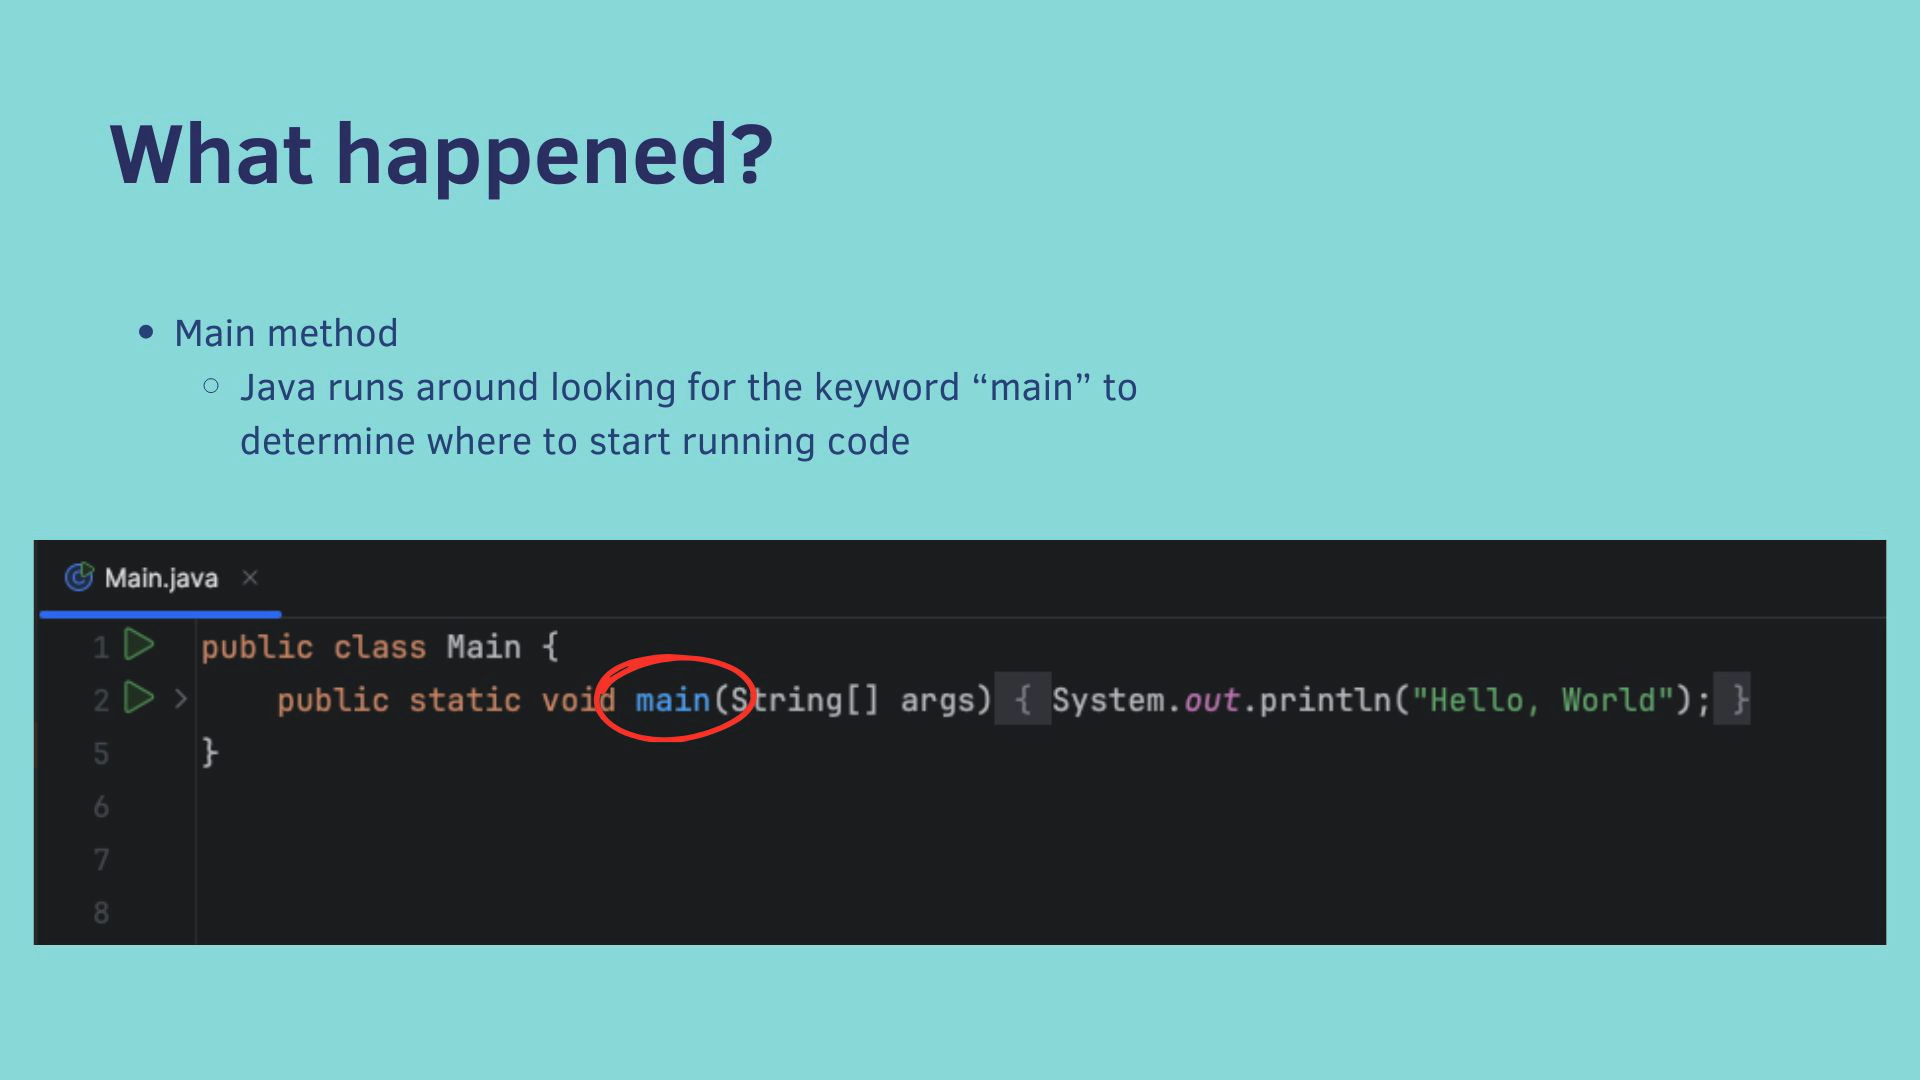 What happened?
• Main method
○ Java runs around looking for the keyword “main” to
determine where to start running code
Main.java ×
1 public class Main {
2 public static void main(String[] args) { System.out.println("Hello, World"); }
5 }
6
7
8